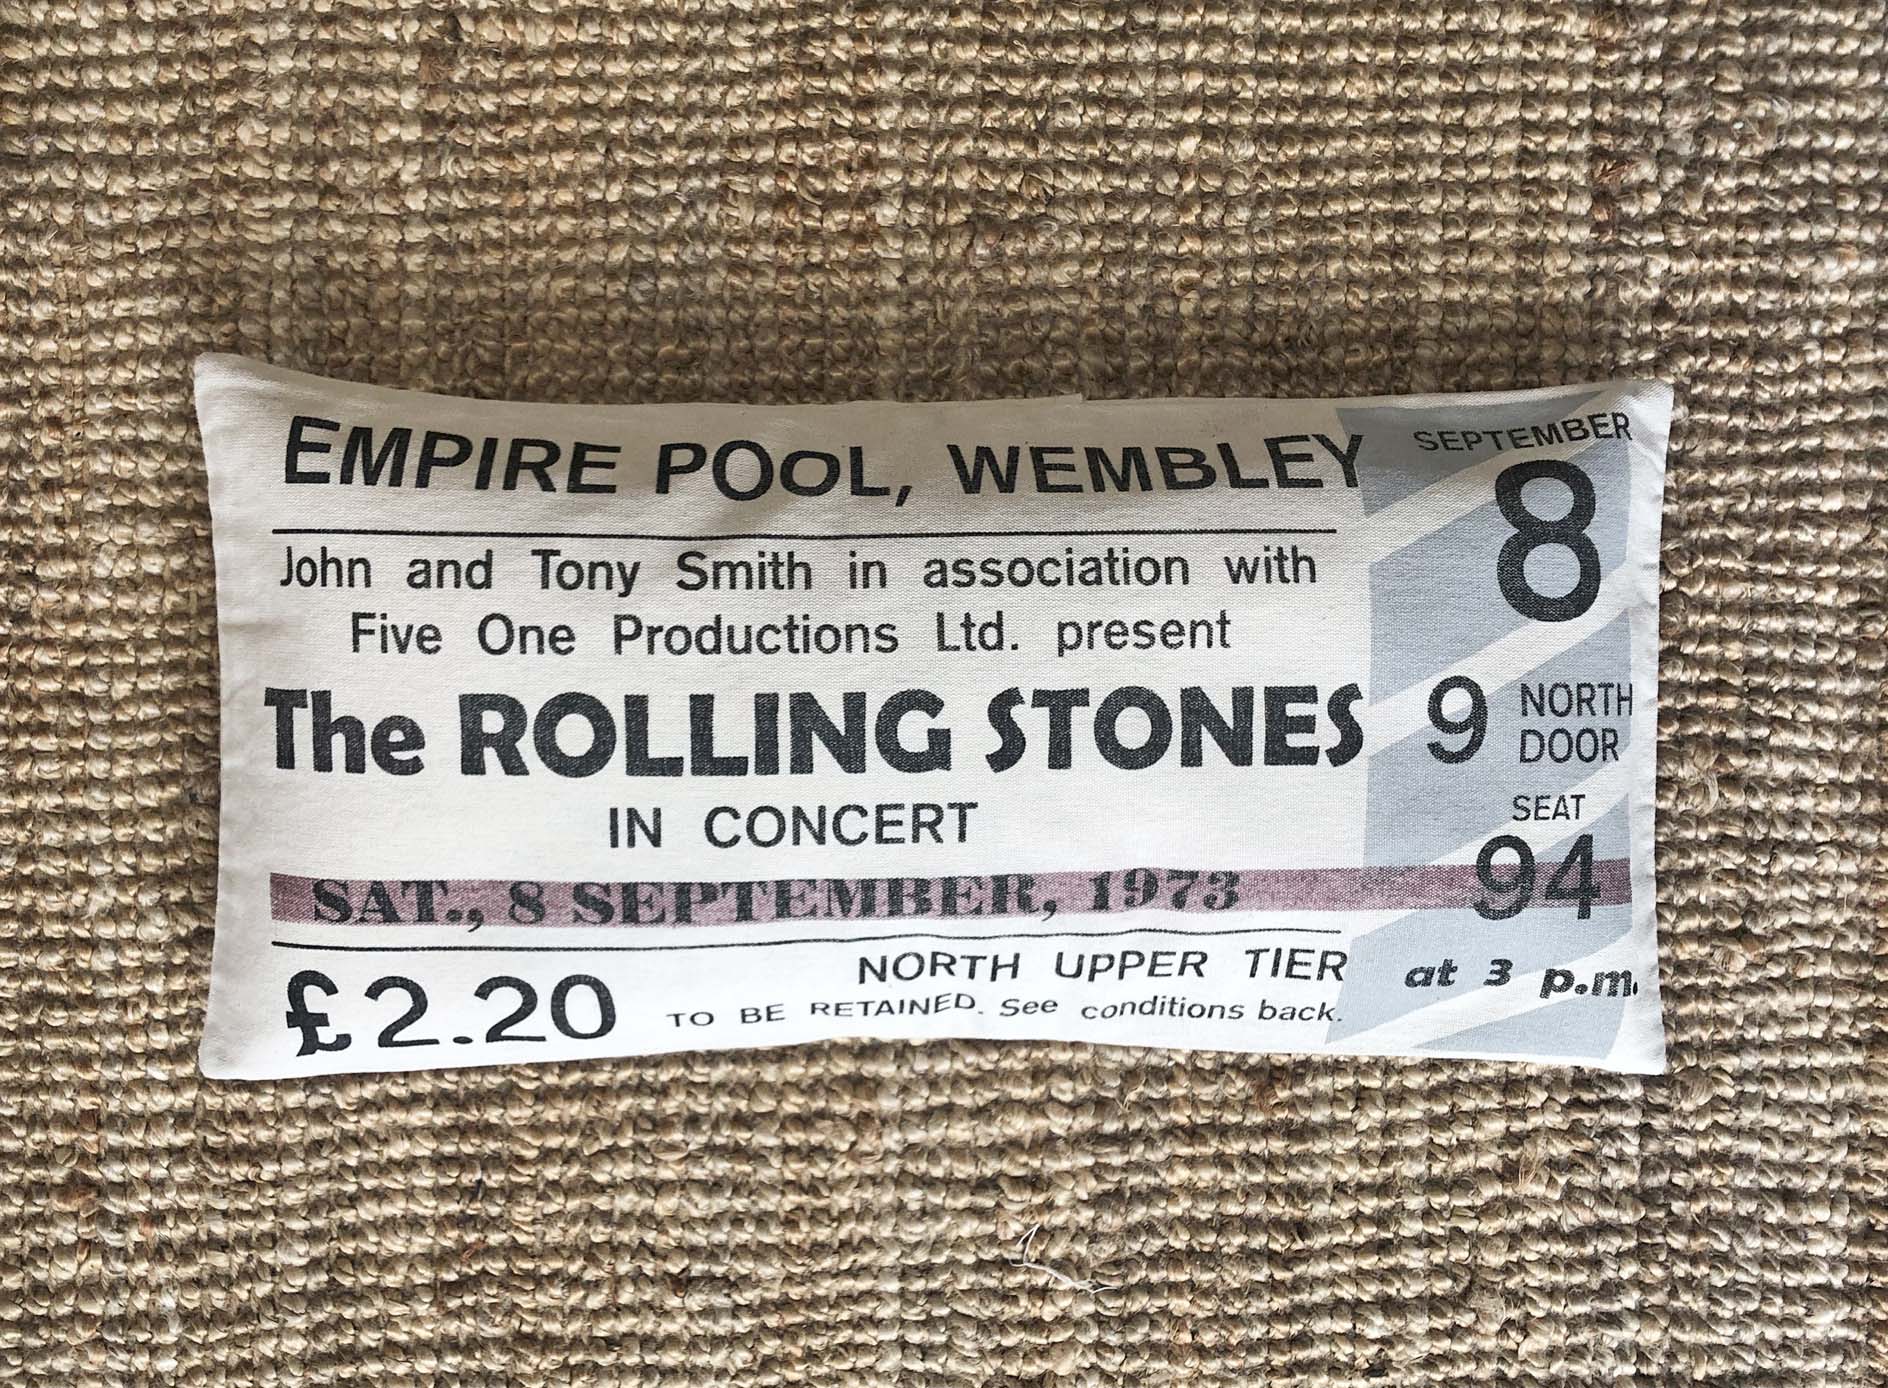 EMPIRE POOL, WEMBLEY
John and Tony Smith in association with
Five One Productions Ltd. present
The ROLLING STONES
IN CONCERT
SAT., 8 SEPTEMBER, 1973
£2.20
NORTH UPPER TIER
TO BE RETAINED. See conditions back.
SEPTEMBER
8
9 NORTH
DOOR
SEAT
94
at 3 p.m.